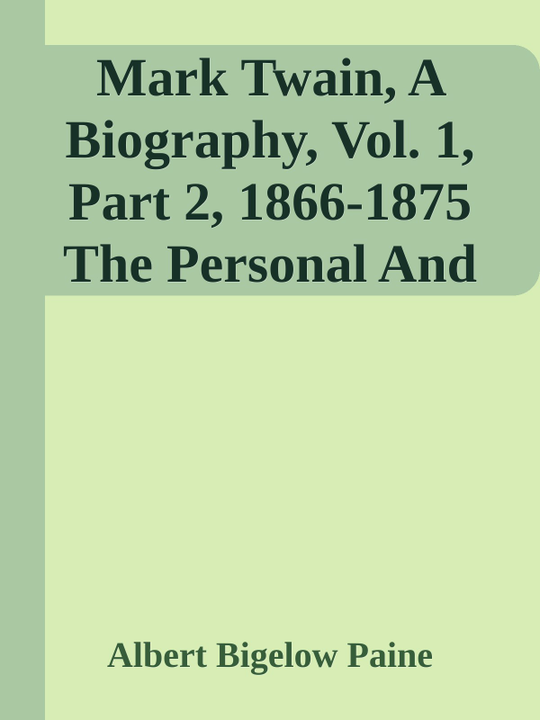 Mark Twain, A
Biography, Vol. 1,
Part 2, 1866-1875
The Personal And
Albert Bigelow Paine